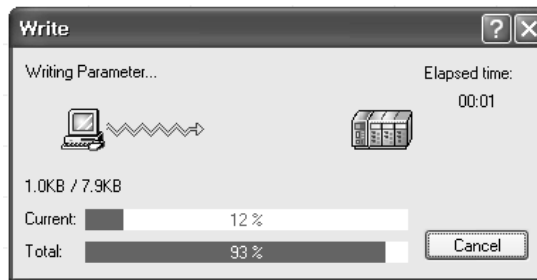 Write
Writing Parameter...
Elapsed time:
00:01
1.0KB / 7.9KB
Current: 12 %
Total: 93 %
Cancel